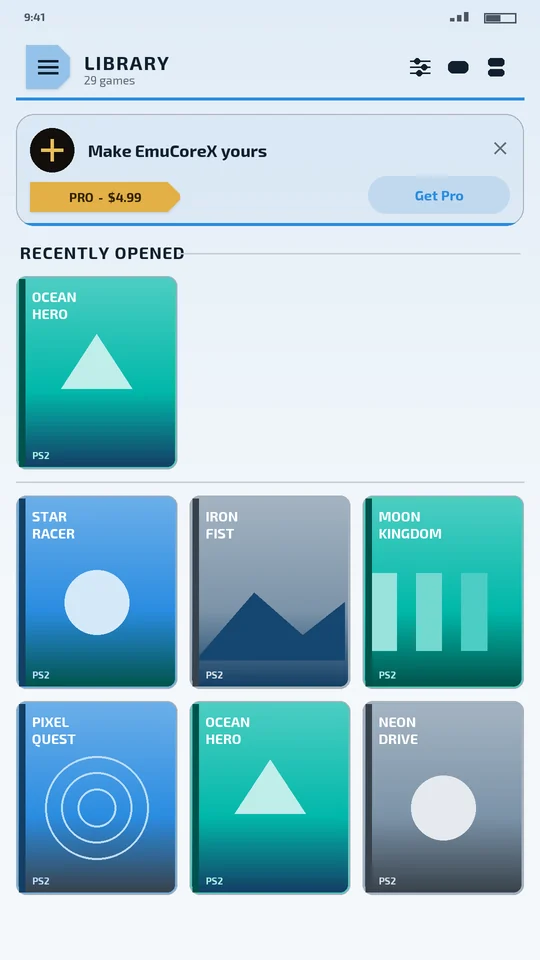 9:41
LIBRARY
29 games
Make EmuCoreX yours
PRO - $4.99
Get Pro
RECENTLY OPENED
OCEAN
HERO
PS2
STAR
RACER
PS2
IRON
FIST
PS2
MOON
KINGDOM
PS2
PIXEL
QUEST
PS2
OCEAN
HERO
PS2
NEON
DRIVE
PS2